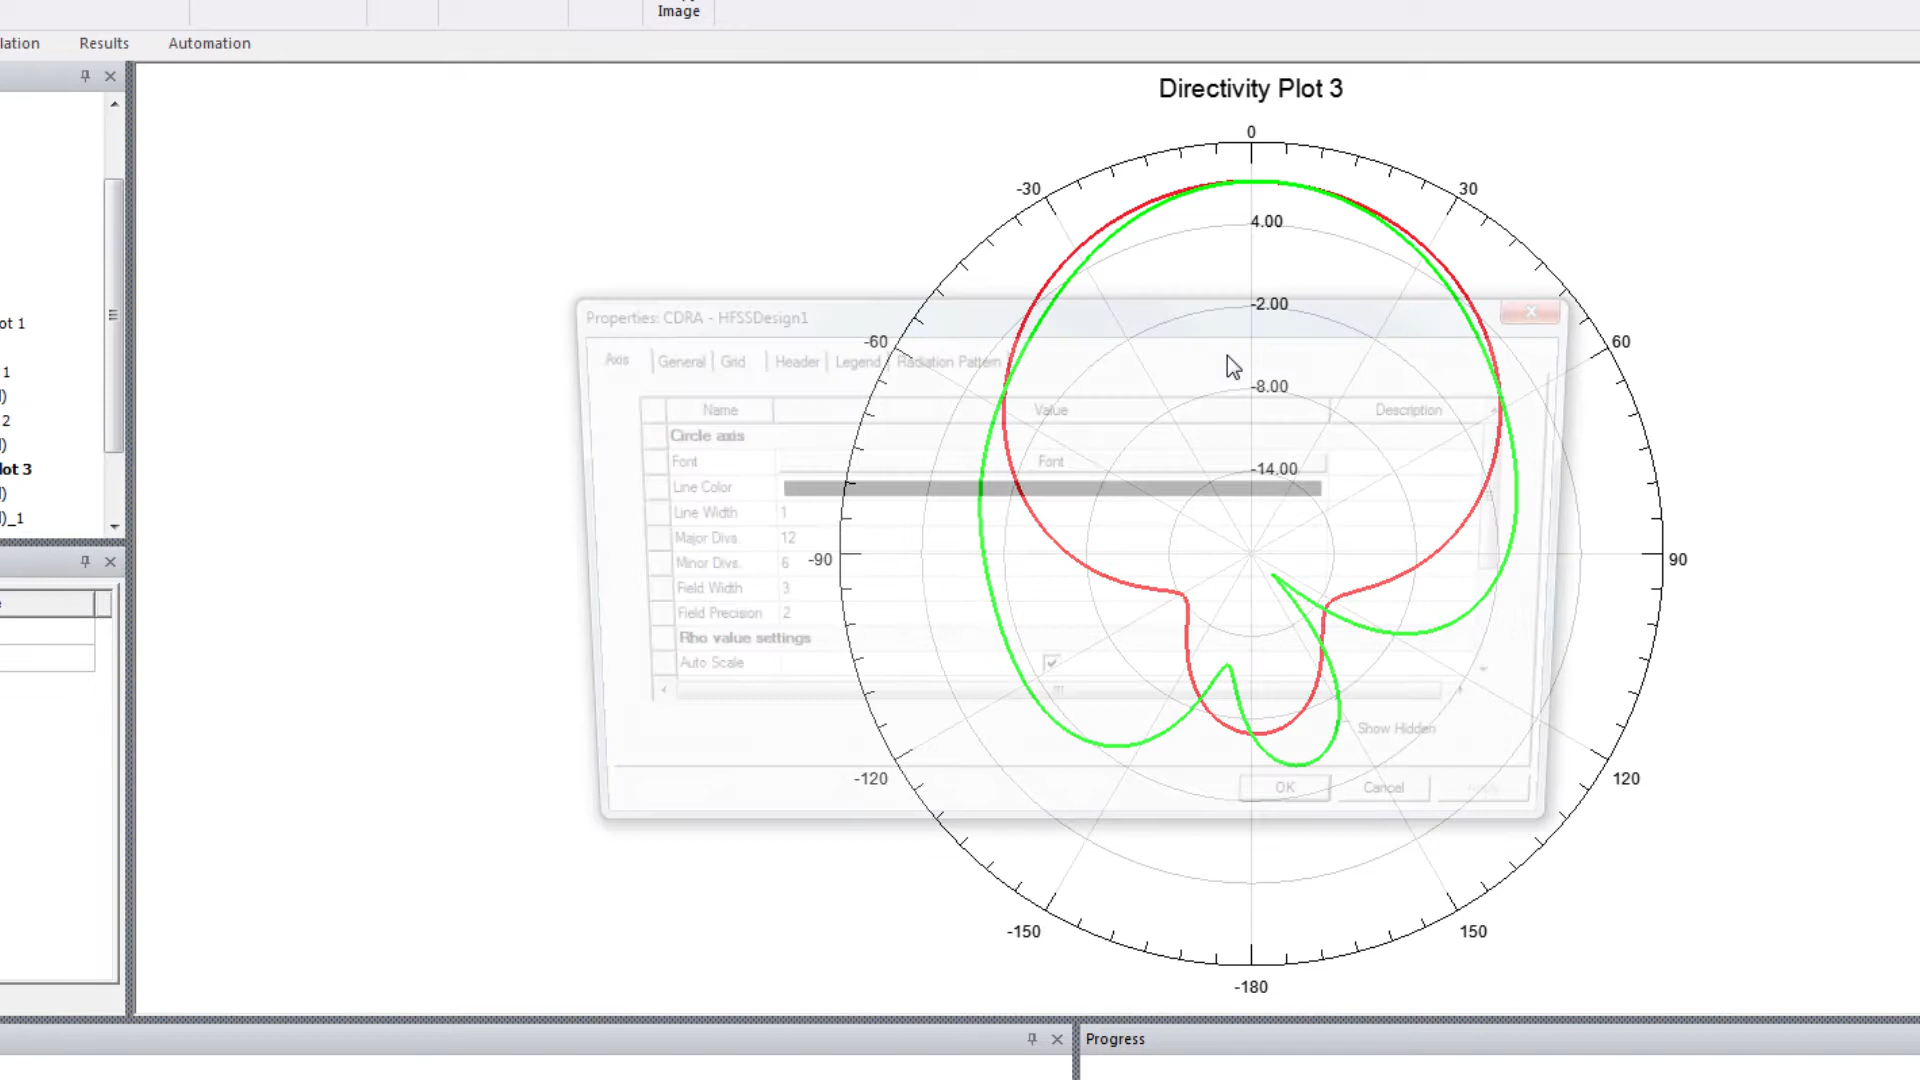 Image
lation Results Automation
ot 1
1
)
2
)
lot 3
)
)_1
e
Directivity Plot 3
0
-30
30
4.00
-2.00
-60
60
-8.00
-14.00
-90
90
-120
120
-150
150
-180
Properties: CDRA - HFSSDesign1
Axis General Grid Header Legend Radiation Pattern
Name Value Description
Circle axis
Font Font
Line Color
Line Width 1
Major Divs. 12
Minor Divs. 6
Field Width 3
Field Precision 2
Rho value settings
Auto Scale
Show Hidden
OK Cancel
Progress